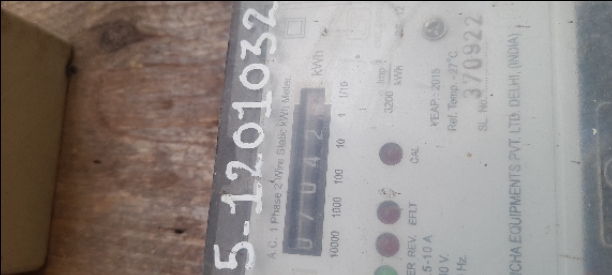 5-1201032
A.C. 1 Phase 2 Wire Static kWh Meter
kWh
10000 1000 100 10 1 1/10
3200 imp/kWh
CAL
EFLT
REV.
5-10 A
Hz
YEAR : 2015
Ref. Temp. -27°C
SL. No. 370922
CHA EQUIPMENTS PVT. LTD. DELHI, (INDIA)